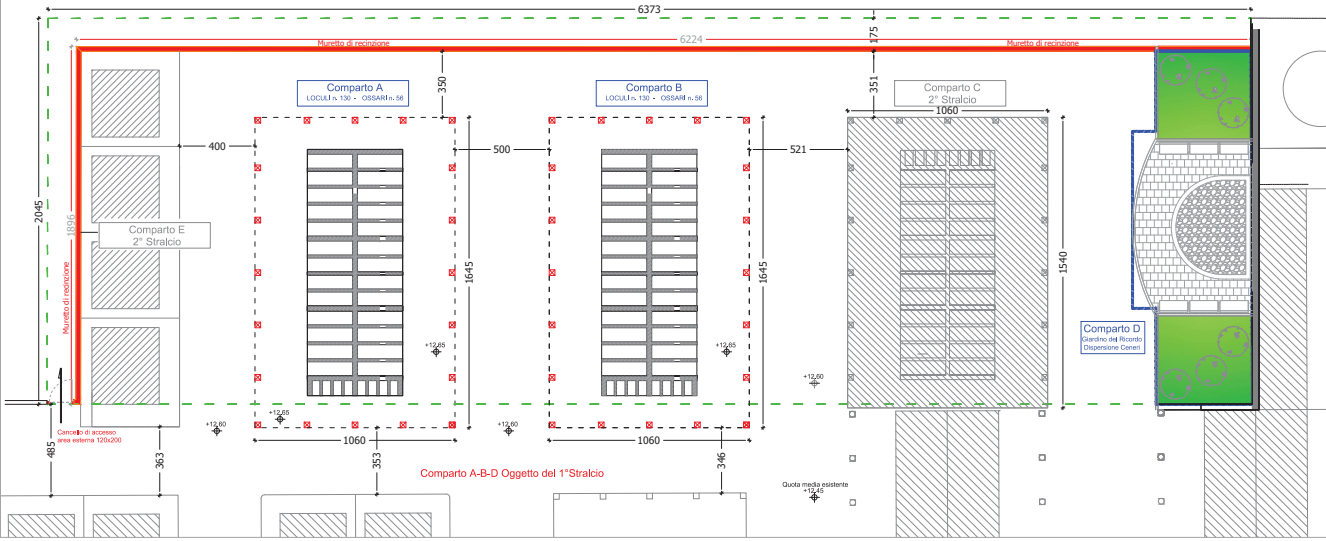 6373
6224
175
Muretto di recinzione
Muretto di recinzione
350
351
Comparto A
LOCULI n. 130 - OSSARI n. 56
Comparto B
LOCULI n. 130 - OSSARI n. 56
Comparto C
2° Stralcio
1060
400
500
521
2045
1896
Comparto E
2° Stralcio
1645
1645
1540
Muretto di recinzione
Comparto D
Giardino del Ricordo
Dispersione Ceneri
+12.65
+12.65
+12.60
+12.65
+12.60
+12.60
Cancello di accesso
area esterna 120x200
1060
1060
485
363
353
346
Comparto A-B-D Oggetto del 1°Stralcio
Quota media esistente
+12.45